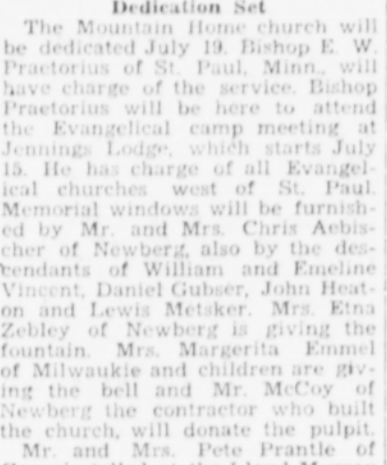 Dedication Set
The Mountain Home church will
be dedicated July 19. Bishop E. W.
Praetorius of St. Paul, Minn., will
have charge of the service. Bishop
Praetorius will be here to attend
the Evangelical camp meeting at
Jennings Lodge, which starts July
15. He has charge of all Evangel-
ical churches west of St. Paul.
Memorial windows will be furnish-
ed by Mr. and Mrs. Chris Aebis-
cher of Newberg, also by the des-
cendants of William and Emeline
Vincent, Daniel Gubser, John Heat-
on and Lewis Metsker. Mrs. Etna
Zebley of Newberg is giving the
fountain. Mrs. Margerita Emmel
of Milwaukie and children are giv-
ing the bell and Mr. McCoy of
Newberg the contractor who built
the church, will donate the pulpit.
Mr. and Mrs. Pete Prantle of